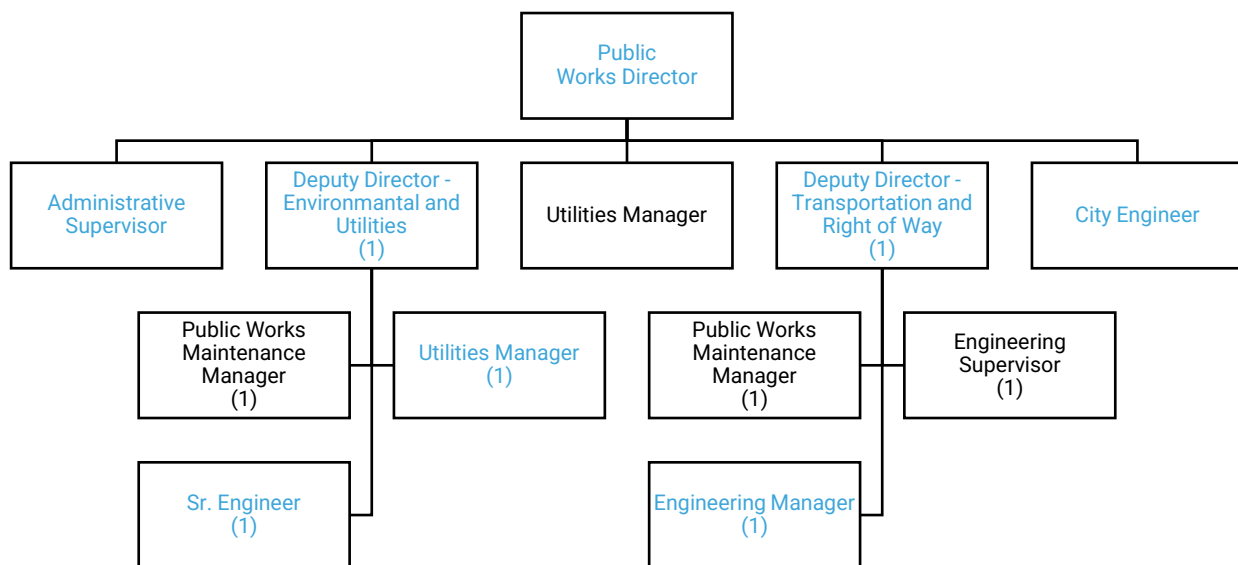 Public
Works Director
Administrative
Supervisor
Deputy Director -
Environmantal and
Utilities
(1)
Utilities Manager
Deputy Director -
Transportation and
Right of Way
(1)
City Engineer
Public Works
Maintenance
Manager
(1)
Utilities Manager
(1)
Public Works
Maintenance
Manager
(1)
Engineering
Supervisor
(1)
Sr. Engineer
(1)
Engineering Manager
(1)